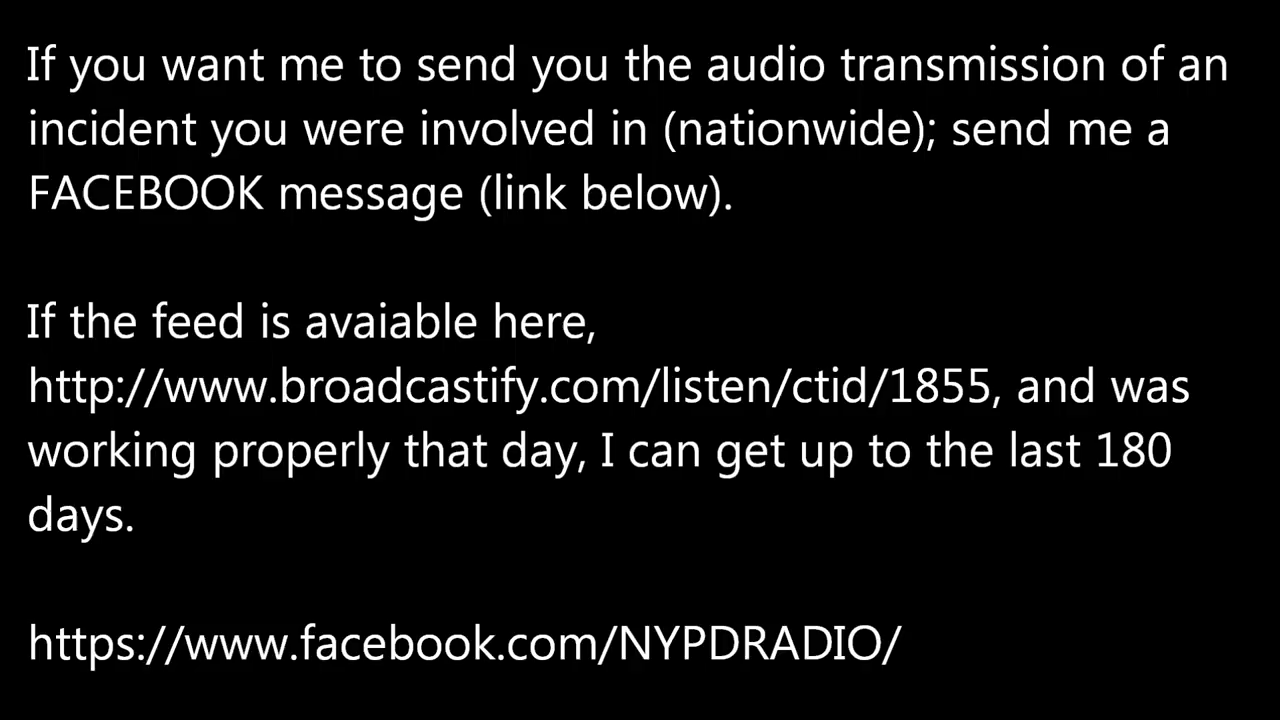 If you want me to send you the audio transmission of an
incident you were involved in (nationwide); send me a
FACEBOOK message (link below).
If the feed is avaiable here,
http://www.broadcastify.com/listen/ctid/1855, and was
working properly that day, I can get up to the last 180
days.
https://www.facebook.com/NYPDRADIO/